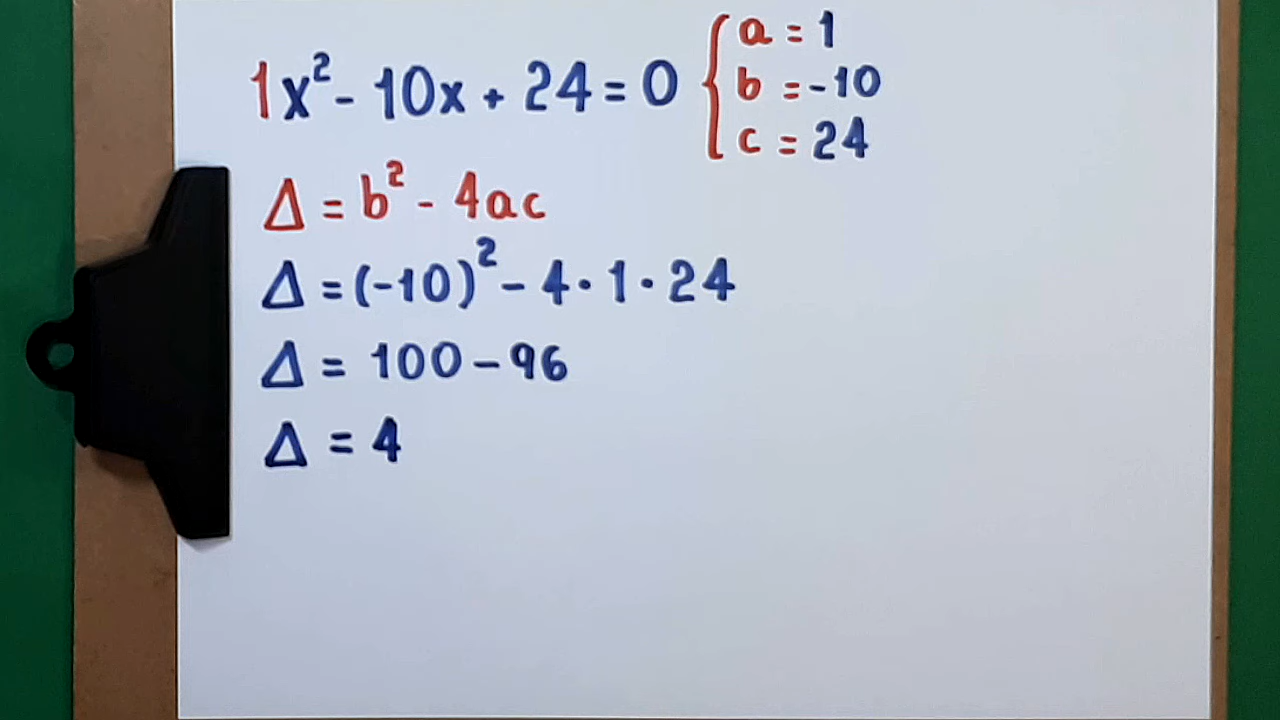 1x² - 10x + 24 = 0 { a = 1
b = -10
c = 24
Δ = b² - 4ac
Δ = (-10)² - 4 · 1 · 24
Δ = 100 - 96
Δ = 4